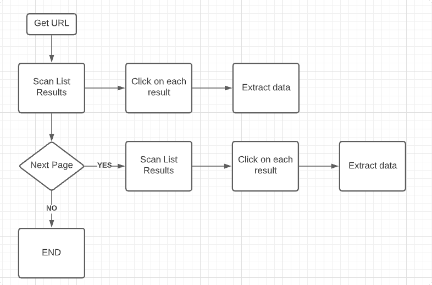 Get URL
Scan List
Results
Click on each
result
Extract data
Next Page
YES
Scan List
Results
Click on each
result
Extract data
NO
END